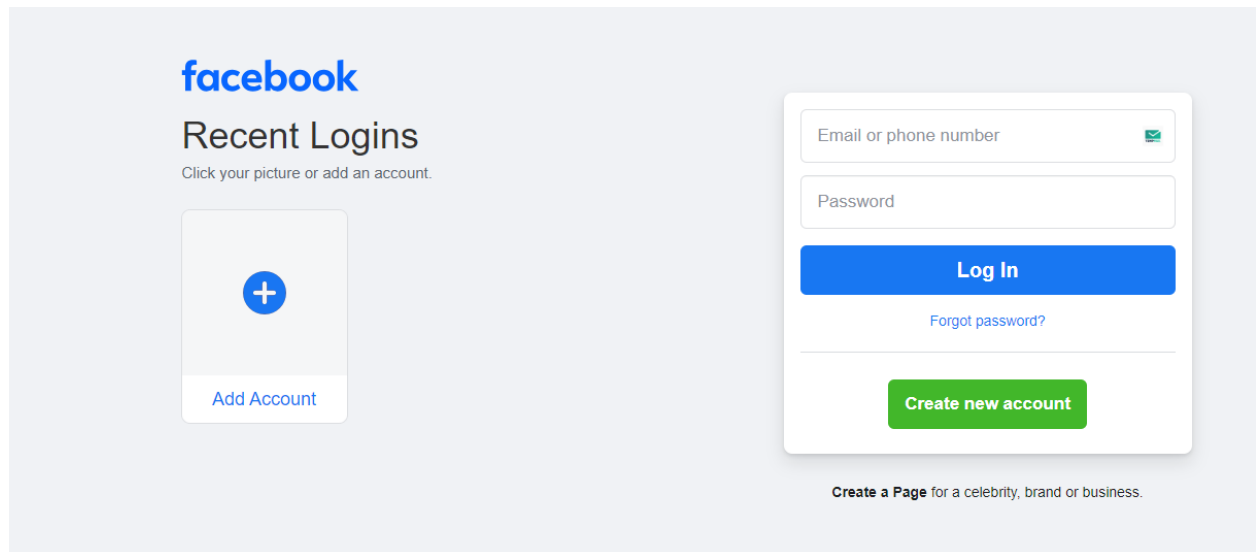 facebook
Recent Logins
Click your picture or add an account.
Add Account
Email or phone number
Password
Log In
Forgot password?
Create new account
Create a Page for a celebrity, brand or business.